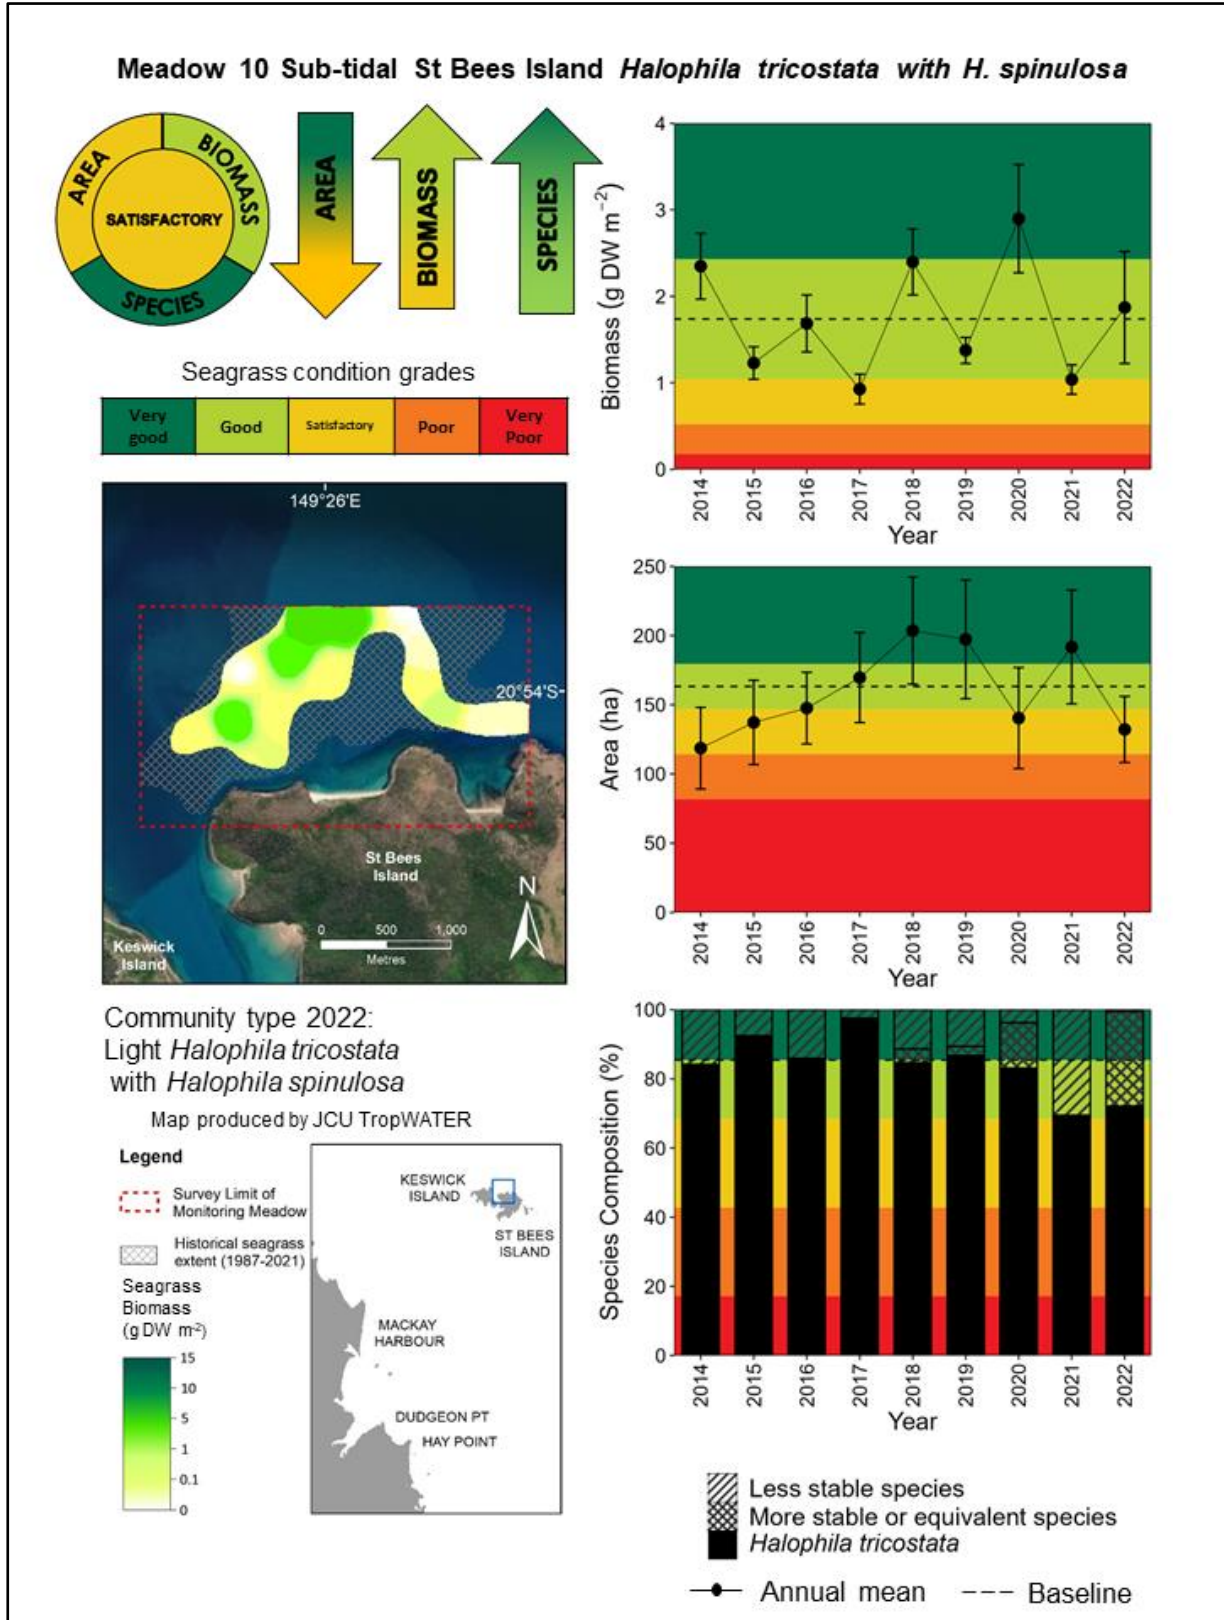 Meadow 10 Sub-tidal St Bees Island Halophila tricostata with H. spinulosa
AREA
BIOMASS
SPECIES
SATISFACTORY
AREA
BIOMASS
SPECIES
Seagrass condition grades
Very good
Good
Satisfactory
Poor
Very Poor
149°26'E
20°54'S
St Bees
Island
Keswick
Island
N
0 500 1,000
Metres
Community type 2022:
Light Halophila tricostata
with Halophila spinulosa
Map produced by JCU TropWATER
Legend
Survey Limit of
Monitoring Meadow
Historical seagrass
extent (1987-2021)
Seagrass
Biomass
(g DW m-2)
15
10
5
1
0.1
0
KESWICK
ISLAND
ST BEES
ISLAND
MACKAY
HARBOUR
DUDGEON PT
HAY POINT
Biomass (g DW m−2)
4
3
2
1
0
2014 2015 2016 2017 2018 2019 2020 2021 2022
Year
Area (ha)
250
200
150
100
50
0
2014 2015 2016 2017 2018 2019 2020 2021 2022
Year
Species Composition (%)
100
80
60
40
20
0
2014 2015 2016 2017 2018 2019 2020 2021 2022
Year
Less stable species
More stable or equivalent species
Halophila tricostata
Annual mean
Baseline